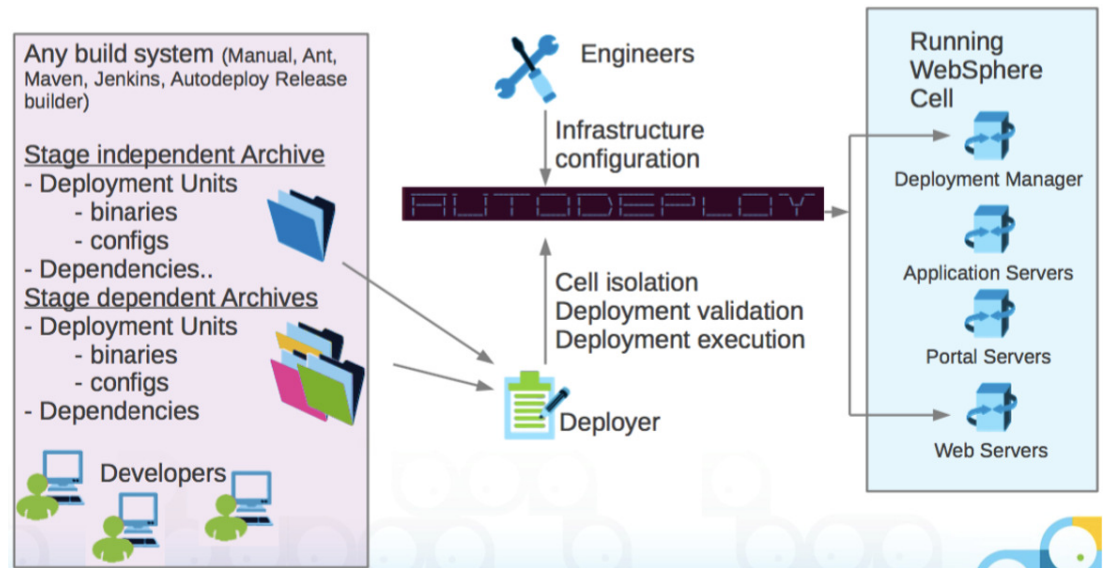 Any build system (Manual, Ant,
Maven, Jenkins, Autodeploy Release
builder)
Stage independent Archive
- Deployment Units
- binaries
- configs
- Dependencies..
Stage dependent Archives
- Deployment Units
- binaries
- configs
- Dependencies
Developers
Engineers
Infrastructure
configuration
AUTODEPLOY
Cell isolation
Deployment validation
Deployment execution
Deployer
Running
WebSphere
Cell
Deployment Manager
Application Servers
Portal Servers
Web Servers